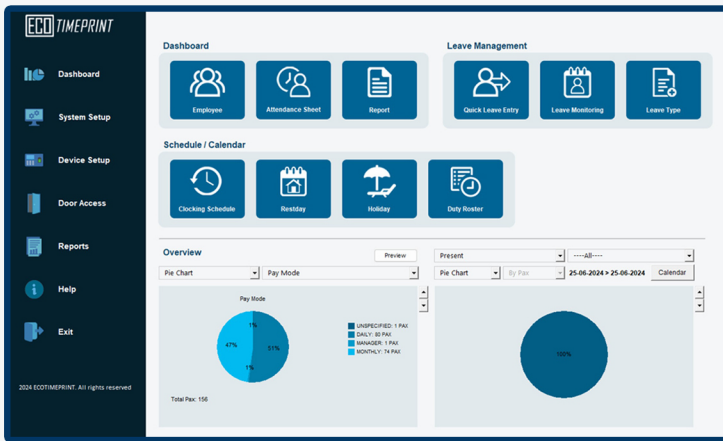 ECO TIMEPRINT
Dashboard
System Setup
Device Setup
Door Access
Reports
Help
Exit
2024 ECOTIMEPRINT. All rights reserved
Dashboard
Employee
Attendance Sheet
Report
Leave Management
Quick Leave Entry
Leave Monitoring
Leave Type
Schedule / Calendar
Clocking Schedule
Restday
Holiday
Duty Roster
Overview
Preview
Pie Chart
Pay Mode
Pay Mode
1%
47%
51%
1%
UNSPECIFIED: 1 PAX
DAILY: 80 PAX
MANAGER: 1 PAX
MONTHLY: 74 PAX
Total Pax: 156
Present
----All----
Pie Chart
By Pax
25-06-2024 > 25-06-2024
Calendar
100%